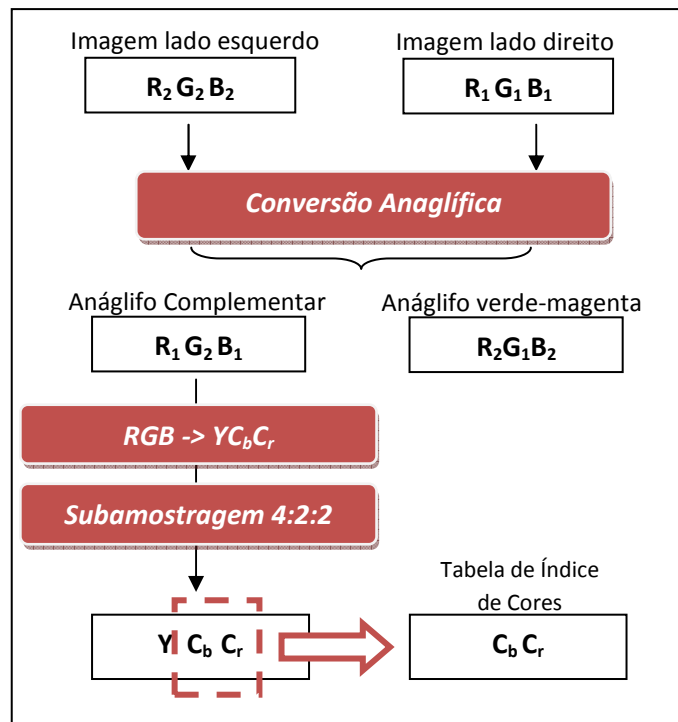 Imagem lado esquerdo
Imagem lado direito
R₂ G₂ B₂
R₁ G₁ B₁
Conversão Anaglífica
Anáglifo Complementar
Anáglifo verde-magenta
R₁ G₂ B₁
R₂G₁B₂
RGB -> YCbCr
Subamostragem 4:2:2
Tabela de Índice
de Cores
Y Cb Cr
Cb Cr